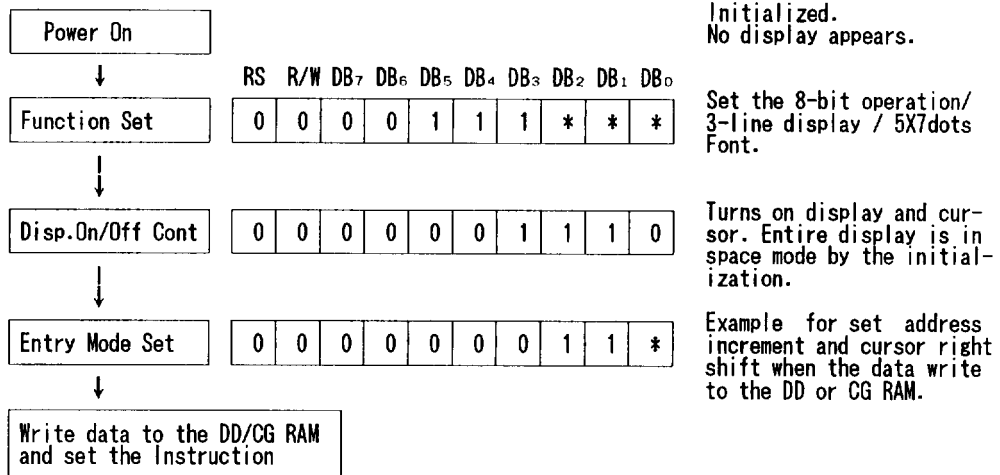 Power On
Initialized.
No display appears.
RS R/W DB7 DB6 DB5 DB4 DB3 DB2 DB1 DB0
Function Set
0 0 0 0 1 1 1 * * *
Set the 8-bit operation/
3-line display / 5X7dots
Font.
Disp.On/Off Cont
0 0 0 0 0 0 1 1 1 0
Turns on display and cur-
sor. Entire display is in
space mode by the initial-
ization.
Entry Mode Set
0 0 0 0 0 0 0 1 1 *
Example for set address
increment and cursor right
shift when the data write
to the DD or CG RAM.
Write data to the DD/CG RAM
and set the Instruction